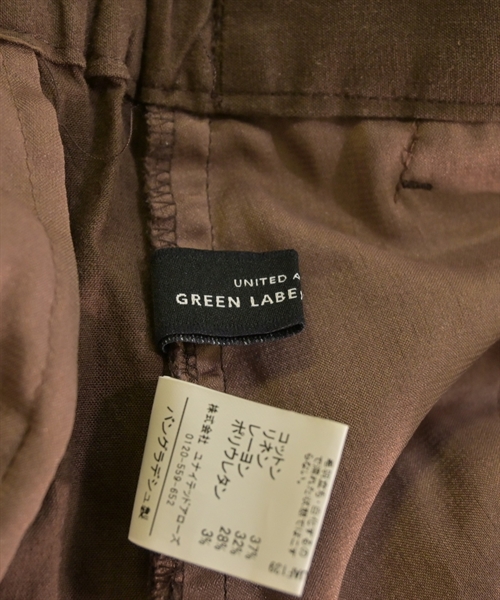 UNITED A
GREEN LABEL
コットン 37%
リネン 32%
レーヨン 28%
ポリウレタン 3%
株式会社 ユナイテッドアローズ
0120-559-652
バングラデシュ製